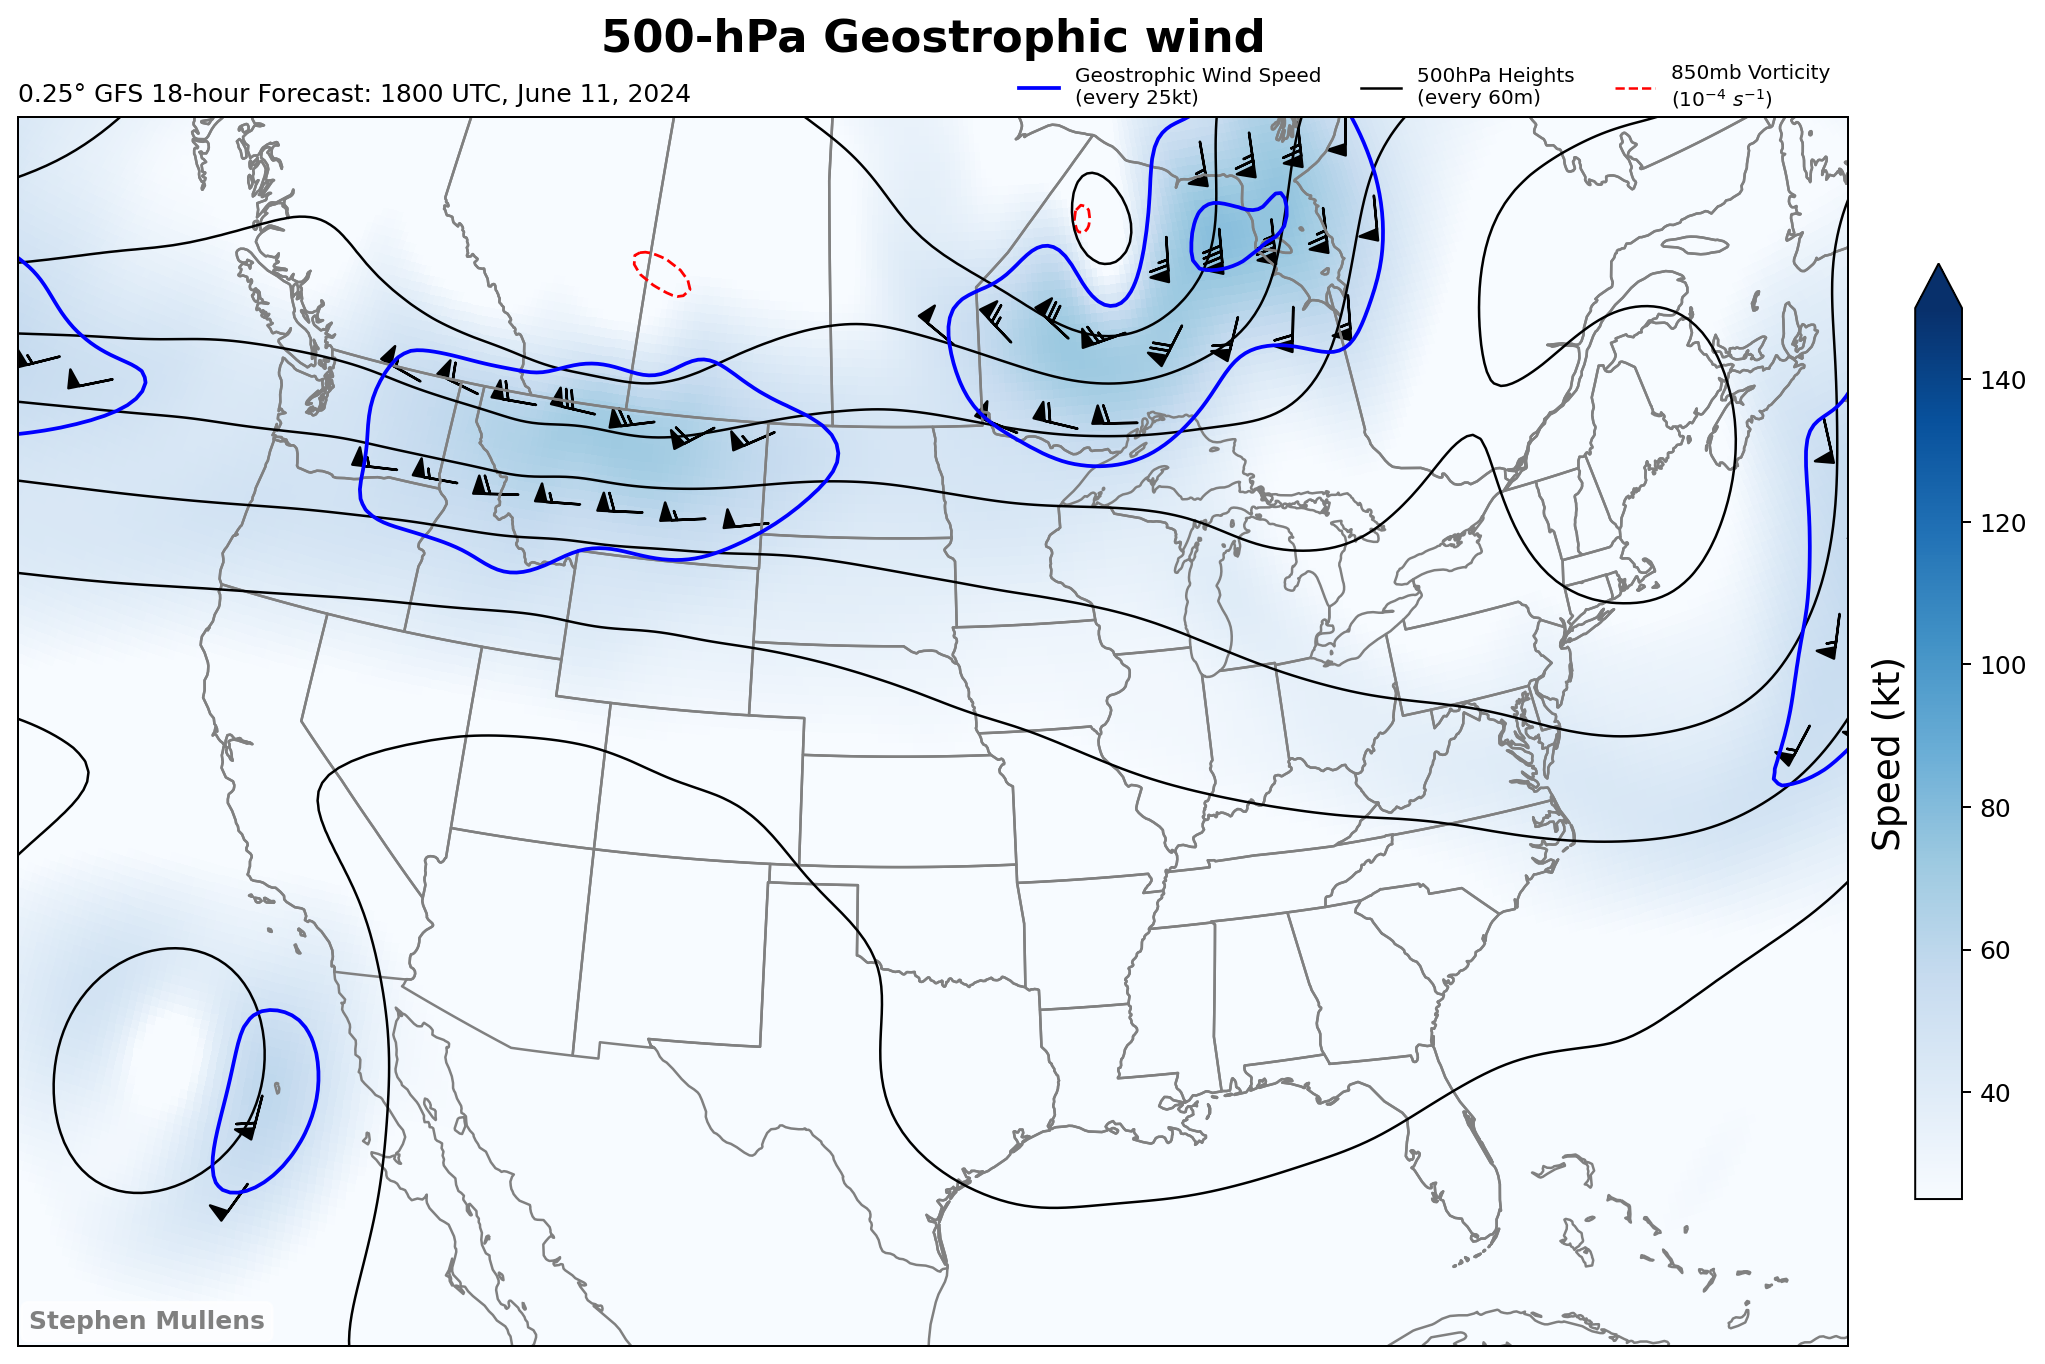 500-hPa Geostrophic wind
0.25° GFS 18-hour Forecast: 1800 UTC, June 11, 2024
Geostrophic Wind Speed
(every 25kt)
500hPa Heights
(every 60m)
850mb Vorticity
(10⁻⁴ s⁻¹)
140
120
100
80
60
40
Speed (kt)
Stephen Mullens